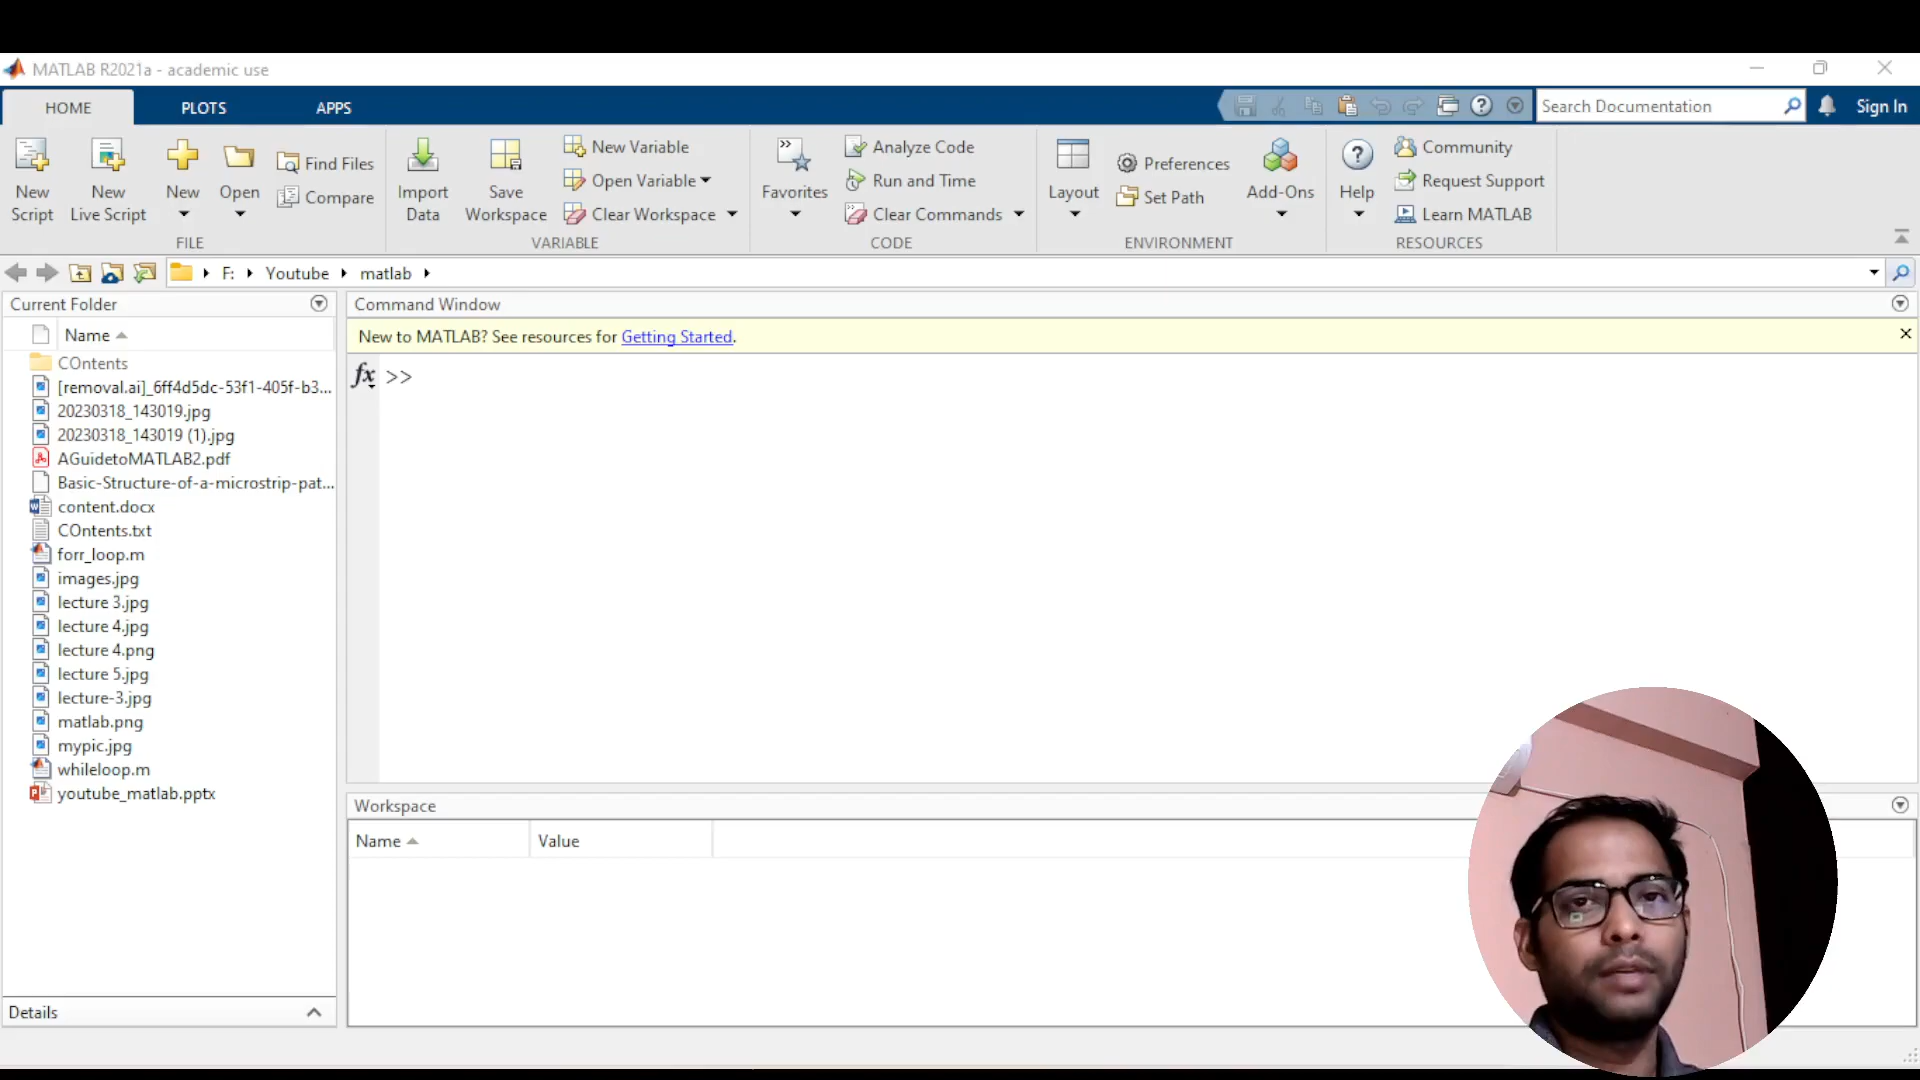 MATLAB R2021a - academic use
HOME PLOTS APPS
Search Documentation
Sign In
New Script
New Live Script
New
Open
Find Files
Compare
FILE
Import Data
Save Workspace
New Variable
Open Variable
Clear Workspace
VARIABLE
Favorites
Analyze Code
Run and Time
Clear Commands
CODE
Layout
Preferences
Set Path
Add-Ons
ENVIRONMENT
Help
Community
Request Support
Learn MATLAB
RESOURCES
F: Youtube matlab
Current Folder
Name
COntents
[removal.ai]_6ff4d5dc-53f1-405f-b3...
20230318_143019.jpg
20230318_143019 (1).jpg
AGuidetoMATLAB2.pdf
Basic-Structure-of-a-microstrip-pat...
content.docx
COntents.txt
forr_loop.m
images.jpg
lecture 3.jpg
lecture 4.jpg
lecture 4.png
lecture 5.jpg
lecture-3.jpg
matlab.png
mypic.jpg
whileloop.m
youtube_matlab.pptx
Details
Command Window
New to MATLAB? See resources for Getting Started.
fx >>
Workspace
Name Value